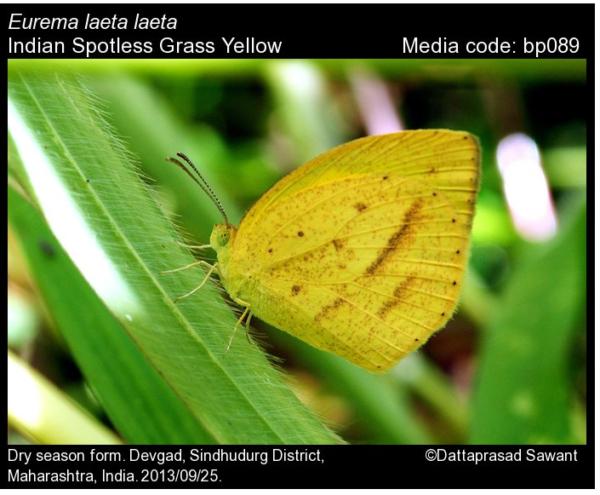 Eurema laeta laeta
Indian Spotless Grass Yellow Media code: bp089
Dry season form. Devgad, Sindhudurg District, ©Dattaprasad Sawant
Maharashtra, India. 2013/09/25.